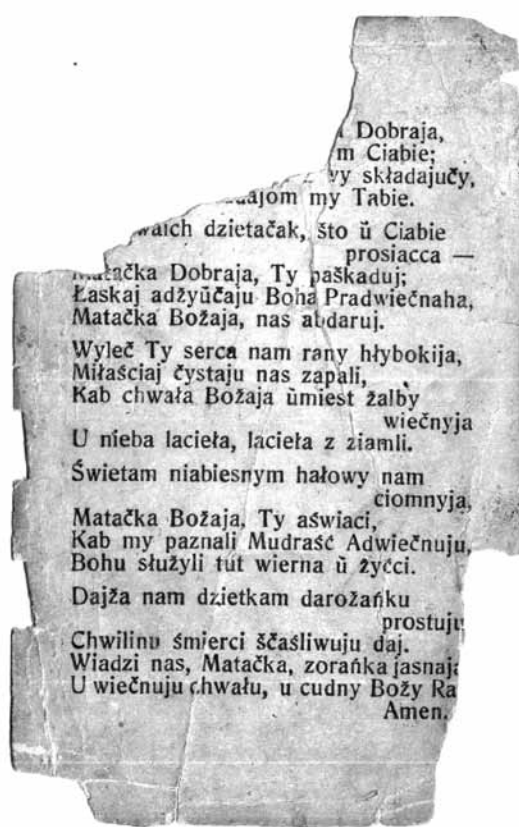 Dobraja,
m Ciabie;
składajučy,
my Tabie.
dzietačak, što ŭ Ciabie
prosiacca —
Matačka Dobraja, Ty paškaduj;
Łaskaj adžyŭčaju Boha Pradwiečnaha,
Matačka Božaja, nas abdaruj.
Wyleč Ty serca nam rany hłybokija,
Miłaściaj čystaju nas zapali,
Kab chwała Božaja ŭmiest žalby
wiečnyja
U nieba lacieła, lacieła z ziamli.
Świetam niabiesnym hałowy nam
ciomnyja,
Matačka Božaja, Ty aświaci,
Kab my paznali Mudraść Adwiečnuju,
Bohu słužyli tut wierna ŭ žyćci.
Dajža nam dzietkam darožańku
prostuju
Chwilinu śmierci ščaśliwuju daj.
Wiadzi nas, Matačka, zorańka jasnaja
U wiečnuju chwału, u cudny Božy Ra
Amen.